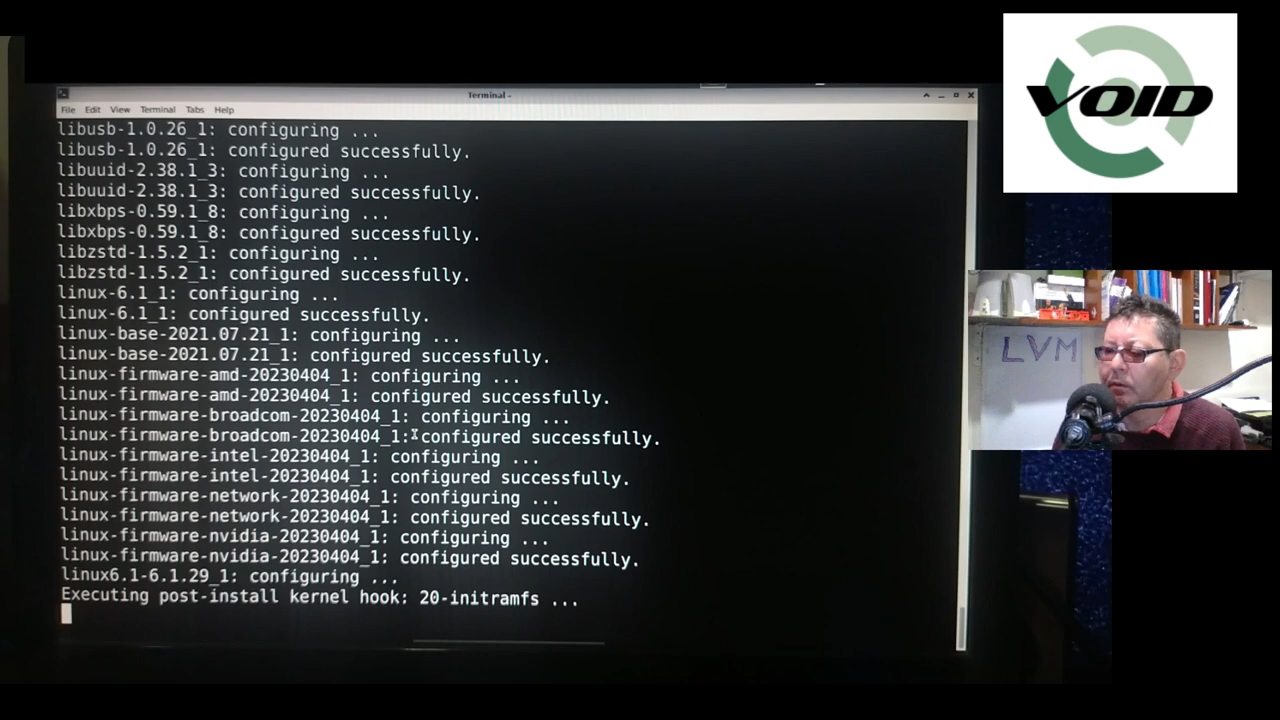 VOID
Terminal -
File Edit View Terminal Tabs Help
libusb-1.0.26_1: configuring ...
libusb-1.0.26_1: configured successfully.
libuuid-2.38.1_3: configuring ...
libuuid-2.38.1_3: configured successfully.
libxbps-0.59.1_8: configuring ...
libxbps-0.59.1_8: configured successfully.
libzstd-1.5.2_1: configuring ...
libzstd-1.5.2_1: configured successfully.
linux-6.1_1: configuring ...
linux-6.1_1: configured successfully.
linux-base-2021.07.21_1: configuring ...
linux-base-2021.07.21_1: configured successfully.
linux-firmware-amd-20230404_1: configuring ...
linux-firmware-amd-20230404_1: configured successfully.
linux-firmware-broadcom-20230404_1: configuring ...
linux-firmware-broadcom-20230404_1: configured successfully.
linux-firmware-intel-20230404_1: configuring ...
linux-firmware-intel-20230404_1: configured successfully.
linux-firmware-network-20230404_1: configuring ...
linux-firmware-network-20230404_1: configured successfully.
linux-firmware-nvidia-20230404_1: configuring ...
linux-firmware-nvidia-20230404_1: configured successfully.
linux6.1-6.1.29_1: configuring ...
Executing post-install kernel hook: 20-initramfs ...
LVM